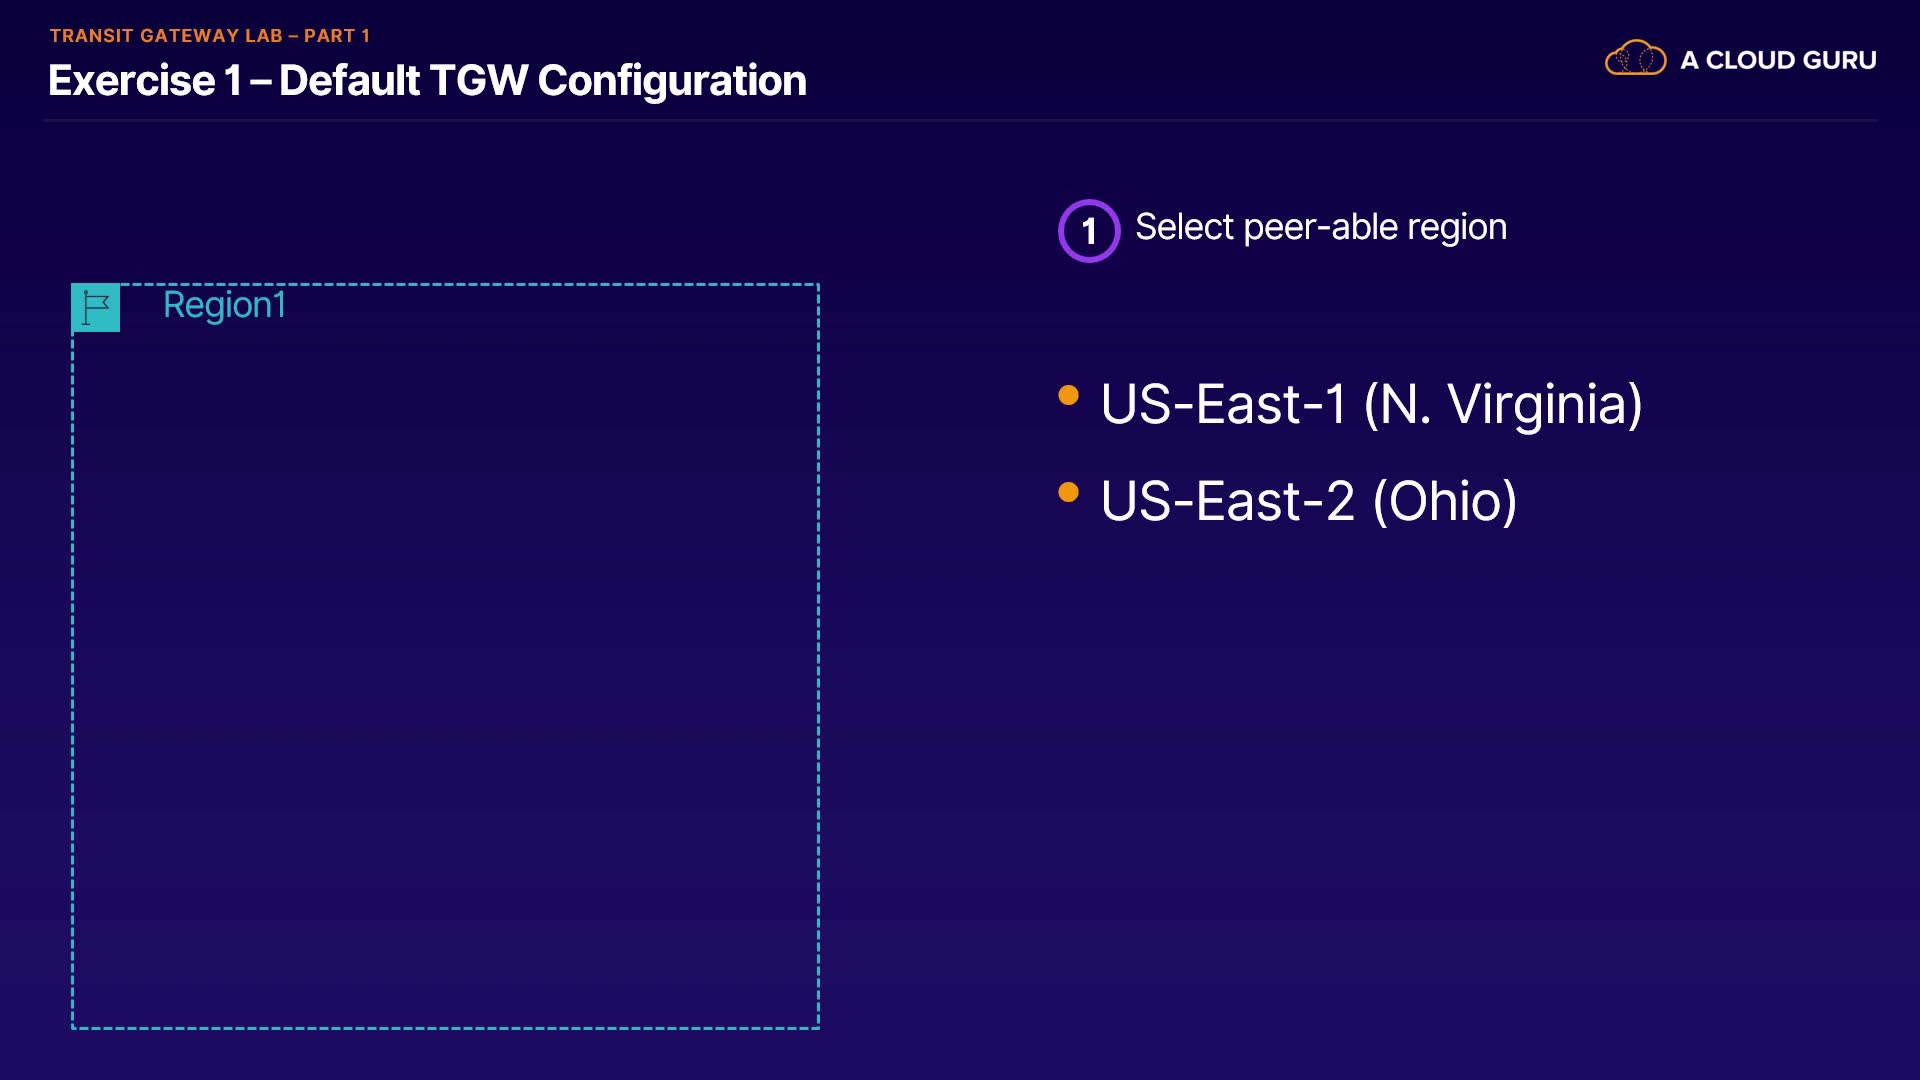 TRANSIT GATEWAY LAB – PART 1
Exercise 1 – Default TGW Configuration
A CLOUD GURU
1 Select peer-able region
Region1
US-East-1 (N. Virginia)
US-East-2 (Ohio)